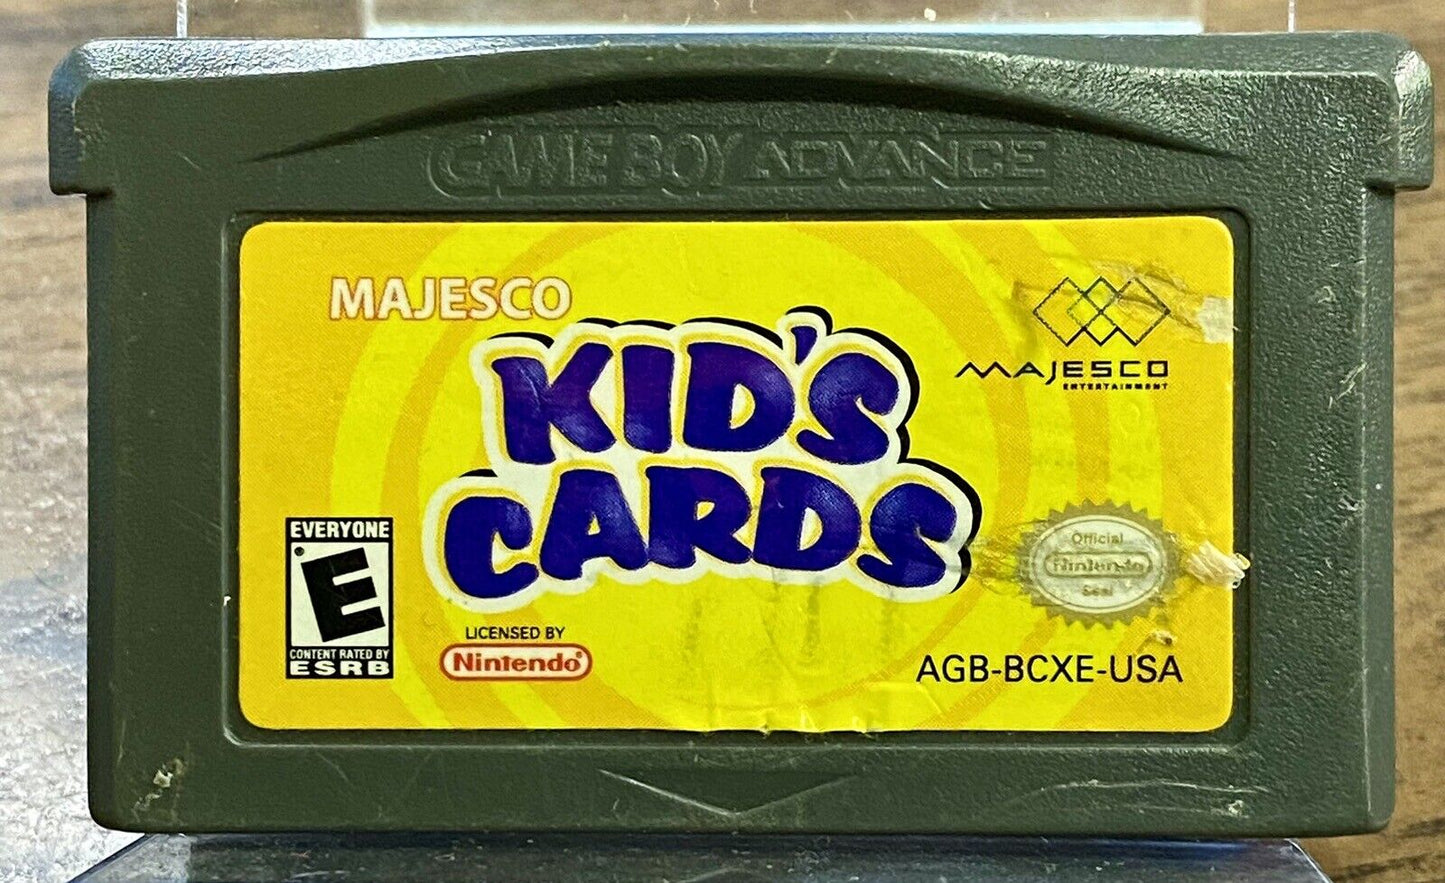 GAME BOY ADVANCE
MAJESCO
KID'S
CARDS
MAJESCO
ENTERTAINMENT
EVERYONE
E
CONTENT RATED BY
ESRB
LICENSED BY
Nintendo®
Official
Nintendo
Seal
AGB-BCXE-USA